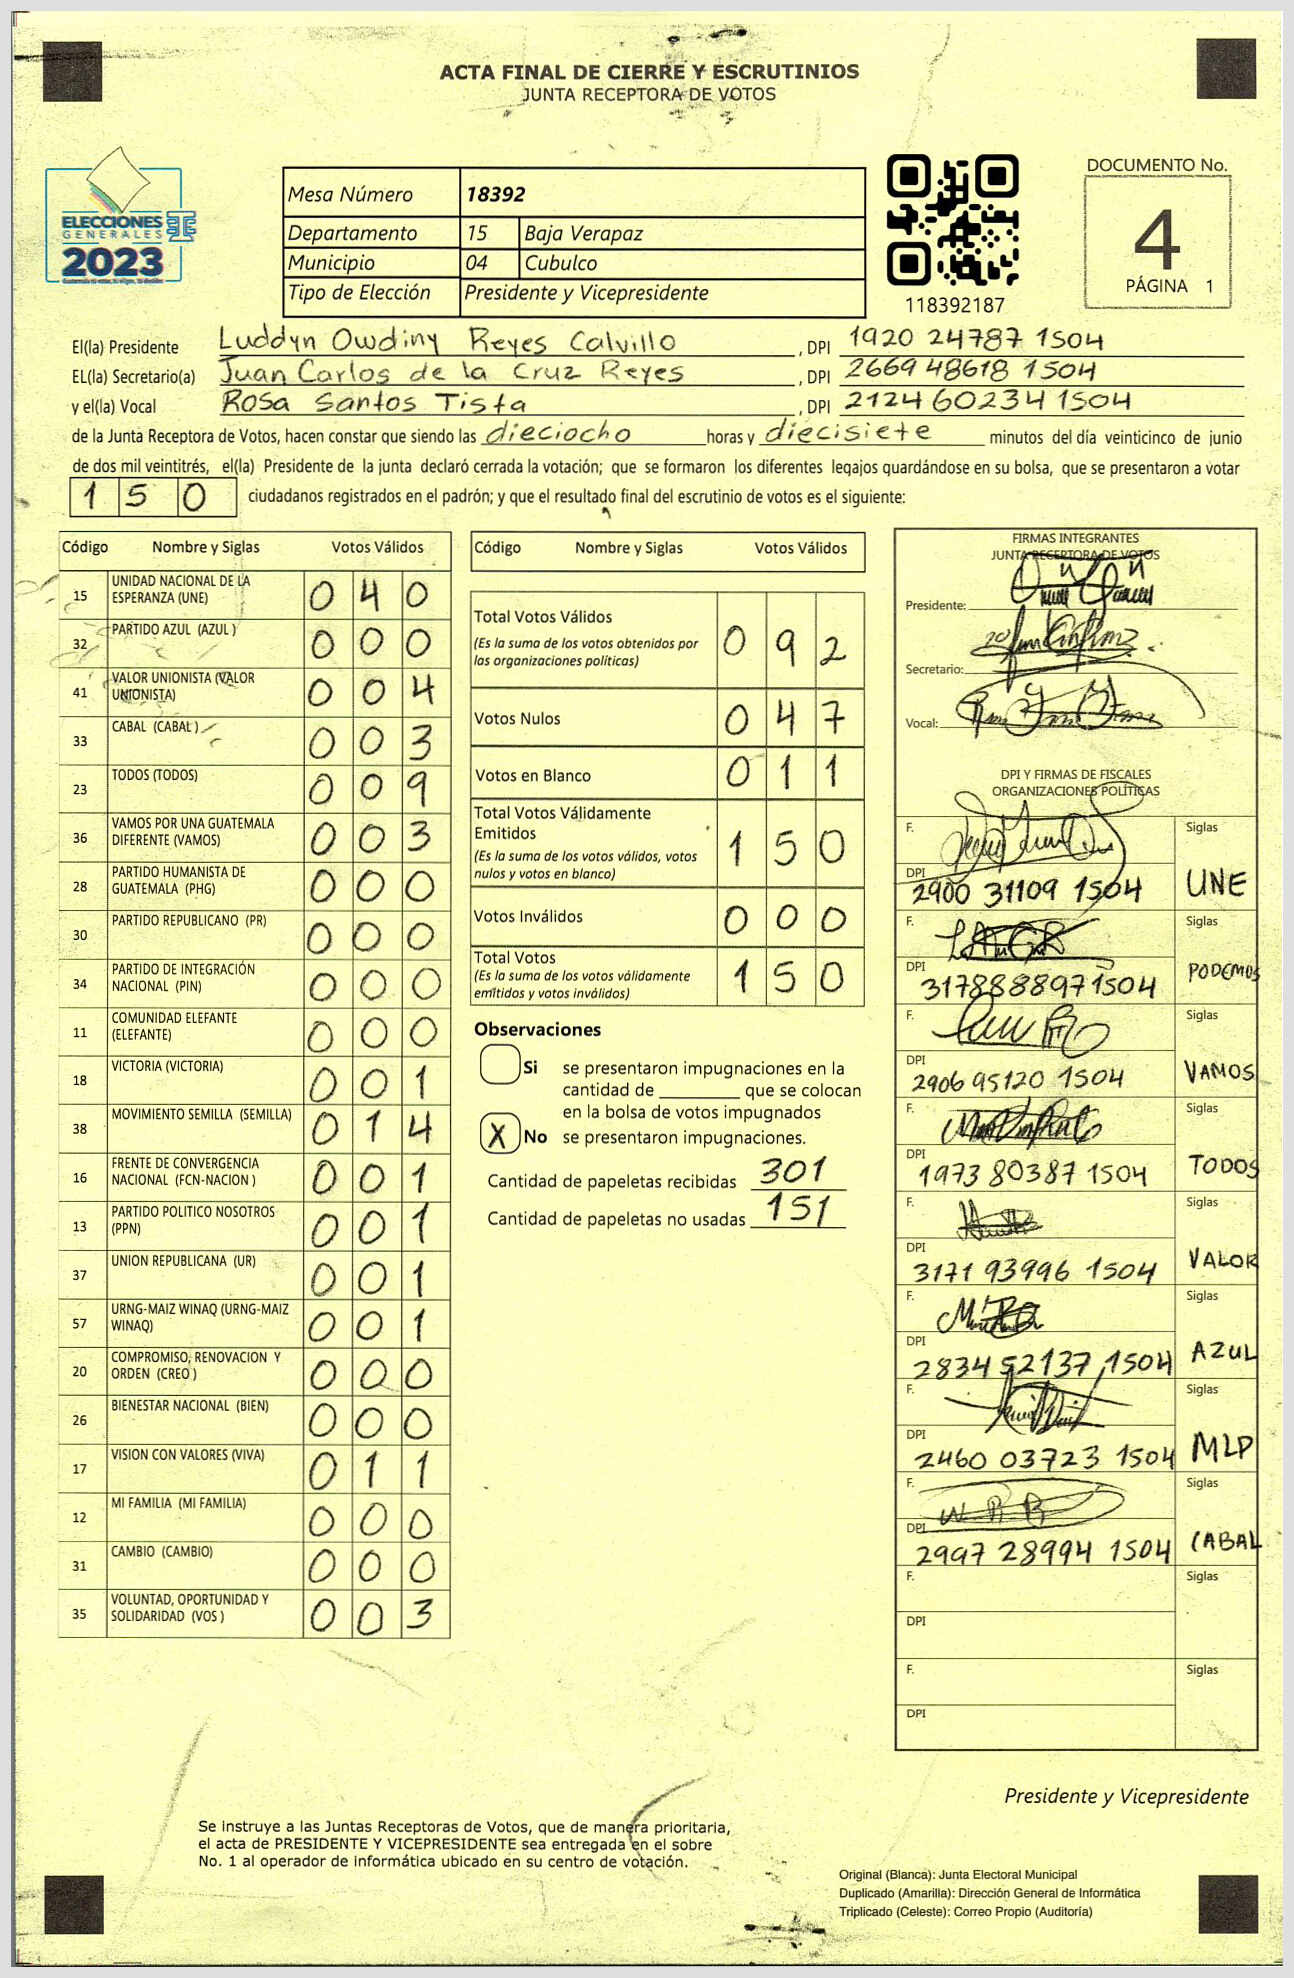 ACTA FINAL DE CIERRE Y ESCRUTINIOS
JUNTA RECEPTORA DE VOTOS
ELECCIONES
GENERALES
2023
Mesa Número 18392
Departamento 15 Baja Verapaz
Municipio 04 Cubulco
Tipo de Elección Presidente y Vicepresidente
118392187
DOCUMENTO No.
4
PÁGINA 1
El(la) Presidente Luddyn Owdiny Reyes Calvillo , DPI 1920 24787 1504
EL(la) Secretario(a) Juan Carlos de la Cruz Reyes , DPI 2669 48618 1504
y el(la) Vocal Rosa Santos Tista , DPI 2124 60234 1504
de la Junta Receptora de Votos, hacen constar que siendo las dieciocho horas y diecisiete minutos del día veinticinco de junio
de dos mil veintitrés, el(la) Presidente de la junta declaró cerrada la votación; que se formaron los diferentes legajos guardándose en su bolsa, que se presentaron a votar
1 5 0 ciudadanos registrados en el padrón; y que el resultado final del escrutinio de votos es el siguiente:
Código Nombre y Siglas Votos Válidos
15 UNIDAD NACIONAL DE LA ESPERANZA (UNE) 0 4 0
32 PARTIDO AZUL (AZUL ) 0 0 0
41 VALOR UNIONISTA (VALOR UNIONISTA) 0 0 4
33 CABAL (CABAL ) 0 0 3
23 TODOS (TODOS) 0 0 9
36 VAMOS POR UNA GUATEMALA DIFERENTE (VAMOS) 0 0 3
28 PARTIDO HUMANISTA DE GUATEMALA (PHG) 0 0 0
30 PARTIDO REPUBLICANO (PR) 0 0 0
34 PARTIDO DE INTEGRACIÓN NACIONAL (PIN) 0 0 0
11 COMUNIDAD ELEFANTE (ELEFANTE) 0 0 0
18 VICTORIA (VICTORIA) 0 0 1
38 MOVIMIENTO SEMILLA (SEMILLA) 0 1 4
16 FRENTE DE CONVERGENCIA NACIONAL (FCN-NACION ) 0 0 1
13 PARTIDO POLITICO NOSOTROS (PPN) 0 0 1
37 UNION REPUBLICANA (UR) 0 0 1
57 URNG-MAIZ WINAQ (URNG-MAIZ WINAQ) 0 0 1
20 COMPROMISO, RENOVACION Y ORDEN (CREO ) 0 0 0
26 BIENESTAR NACIONAL (BIEN) 0 0 0
17 VISION CON VALORES (VIVA) 0 1 1
12 MI FAMILIA (MI FAMILIA) 0 0 0
31 CAMBIO (CAMBIO) 0 0 0
35 VOLUNTAD, OPORTUNIDAD Y SOLIDARIDAD (VOS ) 0 0 3
Código Nombre y Siglas Votos Válidos
Total Votos Válidos 0 9 2
(Es la suma de los votos obtenidos por
las organizaciones políticas)
Votos Nulos 0 4 7
Votos en Blanco 0 1 1
Total Votos Válidamente
Emitidos 1 5 0
(Es la suma de los votos válidos, votos
nulos y votos en blanco)
Votos Inválidos 0 0 0
Total Votos 1 5 0
(Es la suma de los votos válidamente
emitidos y votos inválidos)
Observaciones
Si se presentaron impugnaciones en la
cantidad de ________ que se colocan
en la bolsa de votos impugnados
X No se presentaron impugnaciones.
Cantidad de papeletas recibidas 301
Cantidad de papeletas no usadas 151
FIRMAS INTEGRANTES
JUNTA RECEPTORA DE VOTOS
Presidente:
Secretario:
Vocal:
DPI Y FIRMAS DE FISCALES
ORGANIZACIONES POLÍTICAS
F. Siglas
DPI 2900 31109 1504 UNE
F. Siglas
DPI 3178888971504 PODEMOS
F. Siglas
DPI 2906 95120 1504 VAMOS
F. Siglas
DPI 1973 80387 1504 TODOS
F. Siglas
DPI 3171 93996 1504 VALOR
F. Siglas
DPI 2834 52137 1504 AZUL
F. Siglas
DPI 2460 03723 1504 MLP
F. Siglas
DPI 2997 28994 1504 CABAL
F. Siglas
DPI
F. Siglas
DPI
Presidente y Vicepresidente
Se instruye a las Juntas Receptoras de Votos, que de manera prioritaria,
el acta de PRESIDENTE Y VICEPRESIDENTE sea entregada en el sobre
No. 1 al operador de informática ubicado en su centro de votación.
Original (Blanca): Junta Electoral Municipal
Duplicado (Amarilla): Dirección General de Informática
Triplicado (Celeste): Correo Propio (Auditoría)